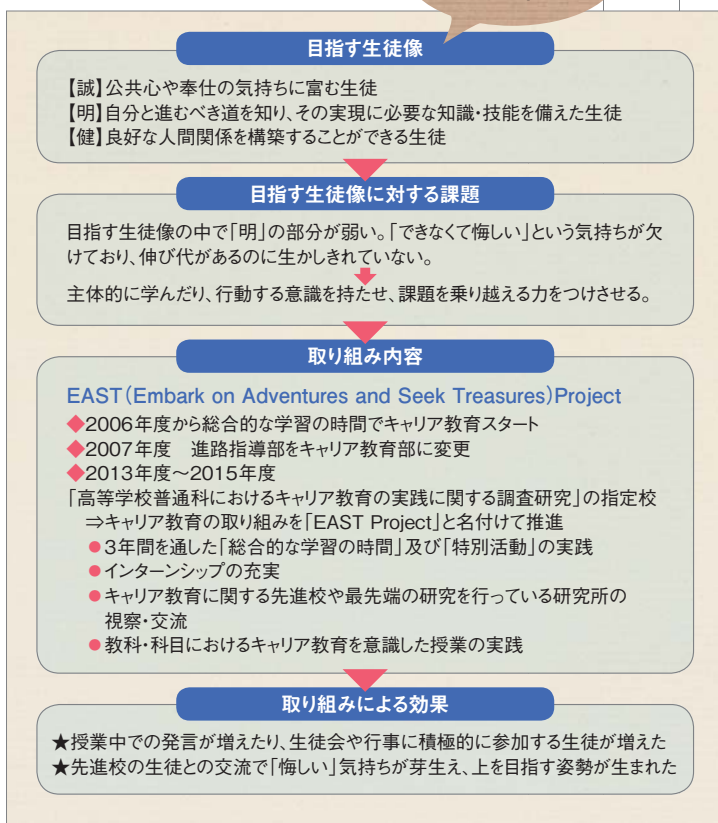 目指す生徒像
【誠】公共心や奉仕の気持ちに富む生徒
【明】自分と進むべき道を知り、その実現に必要な知識・技能を備えた生徒
【健】良好な人間関係を構築することができる生徒
目指す生徒像に対する課題
目指す生徒像の中で「明」の部分が弱い。「できなくて悔しい」という気持ちが欠
けており、伸び代があるのに生かしきれていない。
主体的に学んだり、行動する意識を持たせ、課題を乗り越える力をつけさせる。
取り組み内容
EAST(Embark on Adventures and Seek Treasures)Project
◆2006年度から総合的な学習の時間でキャリア教育スタート
◆2007年度 進路指導部をキャリア教育部に変更
◆2013年度〜2015年度
「高等学校普通科におけるキャリア教育の実践に関する調査研究」の指定校
⇒キャリア教育の取り組みを「EAST Project」と名付けて推進
●3年間を通した「総合的な学習の時間」及び「特別活動」の実践
●インターンシップの充実
●キャリア教育に関する先進校や最先端の研究を行っている研究所の
視察・交流
●教科・科目におけるキャリア教育を意識した授業の実践
取り組みによる効果
★授業中での発言が増えたり、生徒会や行事に積極的に参加する生徒が増えた
★先進校の生徒との交流で「悔しい」気持ちが芽生え、上を目指す姿勢が生まれた